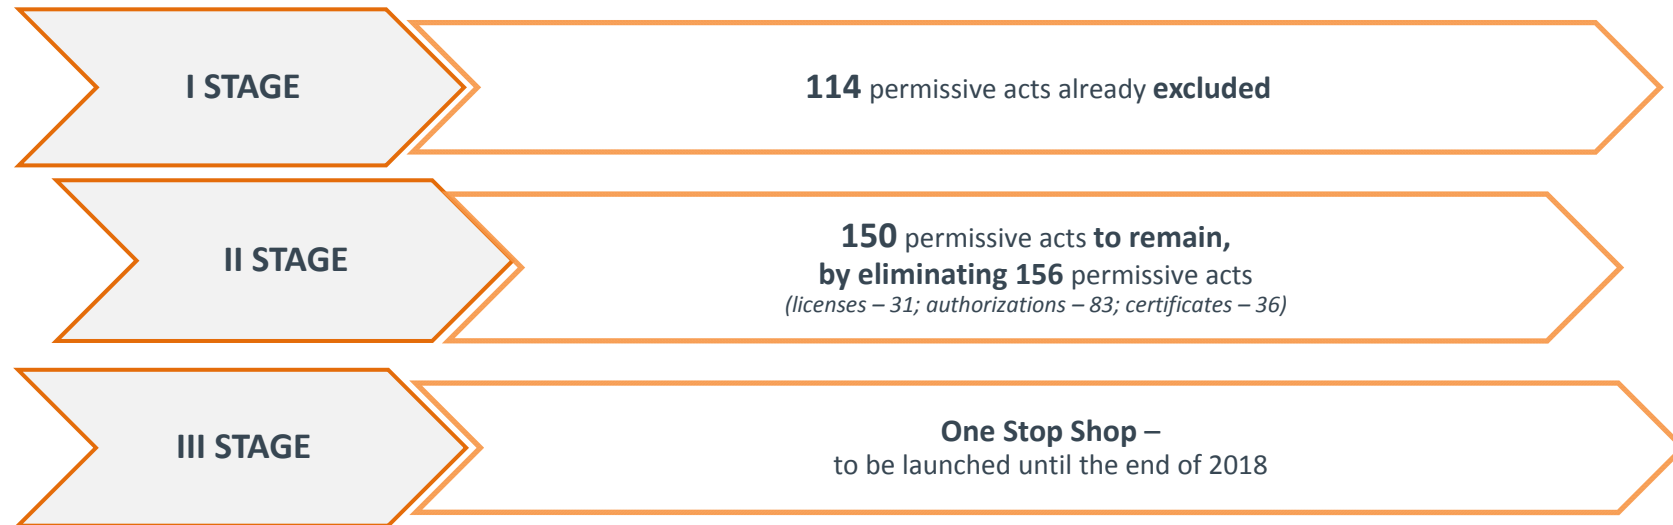 I STAGE
114 permissive acts already excluded
II STAGE
150 permissive acts to remain,
by eliminating 156 permissive acts
(licenses – 31; authorizations – 83; certificates – 36)
III STAGE
One Stop Shop –
to be launched until the end of 2018